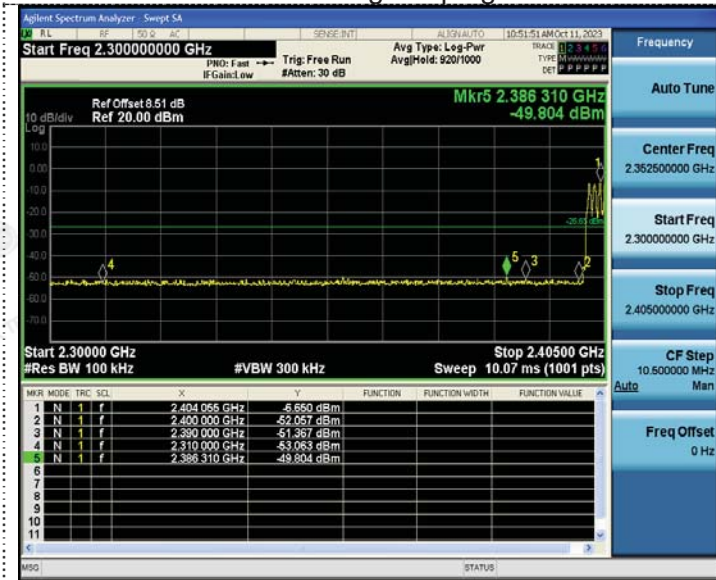 Agilent Spectrum Analyzer - Swept SA
RL RF 50 Ω AC SENSE:INT ALIGN AUTO 10:51:51 AM Oct 11, 2023
Start Freq 2.300000000 GHz
PNO: Fast Trig: Free Run Avg Type: Log-Pwr TRACE 1 2 3 4 5 6
IFGain:Low #Atten: 30 dB Avg|Hold: 920/1000 TYPE M
DET P P P P P P
Ref Offset 8.51 dB Mkr5 2.386 310 GHz
10 dB/div Ref 20.00 dBm -49.804 dBm
Log
10.0
0.00
-10.0
-20.0
-30.0
-40.0
-50.0
-60.0
-70.0
1
4 5 3 2
Start 2.30000 GHz Stop 2.40500 GHz
#Res BW 100 kHz #VBW 300 kHz Sweep 10.07 ms (1001 pts)
MKR MODE TRC SCL X Y FUNCTION FUNCTION WIDTH FUNCTION VALUE
1 N 1 f 2.404 055 GHz -6.650 dBm
2 N 1 f 2.400 000 GHz -52.057 dBm
3 N 1 f 2.390 000 GHz -51.367 dBm
4 N 1 f 2.310 000 GHz -53.063 dBm
5 N 1 f 2.386 310 GHz -49.804 dBm
6
7
8
9
10
11
MSG STATUS
Frequency
Auto Tune
Center Freq
2.352500000 GHz
Start Freq
2.300000000 GHz
Stop Freq
2.405000000 GHz
CF Step
10.500000 MHz
Auto Man
Freq Offset
0 Hz